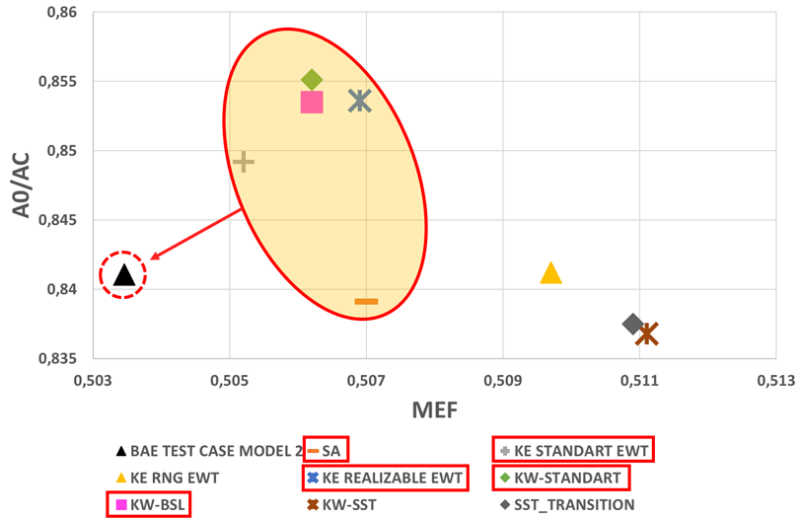 0,86
0,855
0,85
0,845
0,84
0,835
A0/AC
0,503 0,505 0,507 0,509 0,511 0,513
MEF
BAE TEST CASE MODEL 2 SA KE STANDART EWT
KE RNG EWT KE REALIZABLE EWT KW-STANDART
KW-BSL KW-SST SST_TRANSITION